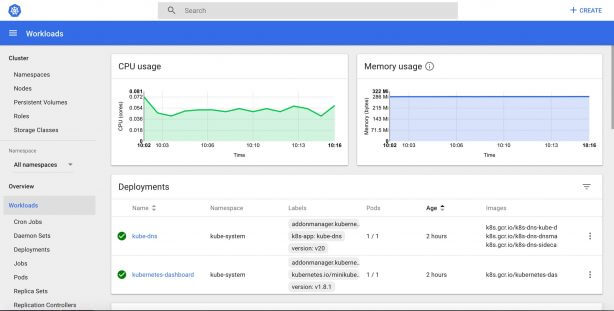 Search
+ CREATE
Workloads
Cluster
Namespaces
Nodes
Persistent Volumes
Roles
Storage Classes
Namespace
All namespaces
Overview
Workloads
Cron Jobs
Daemon Sets
Deployments
Jobs
Pods
Replica Sets
Replication Controllers
CPU usage
CPU (cores)
0.081
0.072
0.054
0.036
0.018
0
10:02
10:03
10:06
10:10
10:13
10:16
Time
Memory usage
Memory (bytes)
322 Mi
286 Mi
215 Mi
143 Mi
71.5 Mi
0
10:02
10:03
10:06
10:10
10:13
10:16
Time
Deployments
Name Namespace Labels Pods Age Images
kube-dns kube-system
addonmanager.kuberne..
k8s-app: kube-dns
version: v20
1 / 1 2 hours
k8s.gcr.io/k8s-dns-kube-d
k8s.gcr.io/k8s-dns-dnsma
k8s.gcr.io/k8s-dns-sideca
kubernetes-dashboard kube-system
addonmanager.kuberne..
kubernetes.io/minikube..
version: v1.8.1
1 / 1 2 hours
k8s.gcr.io/kubernetes-das